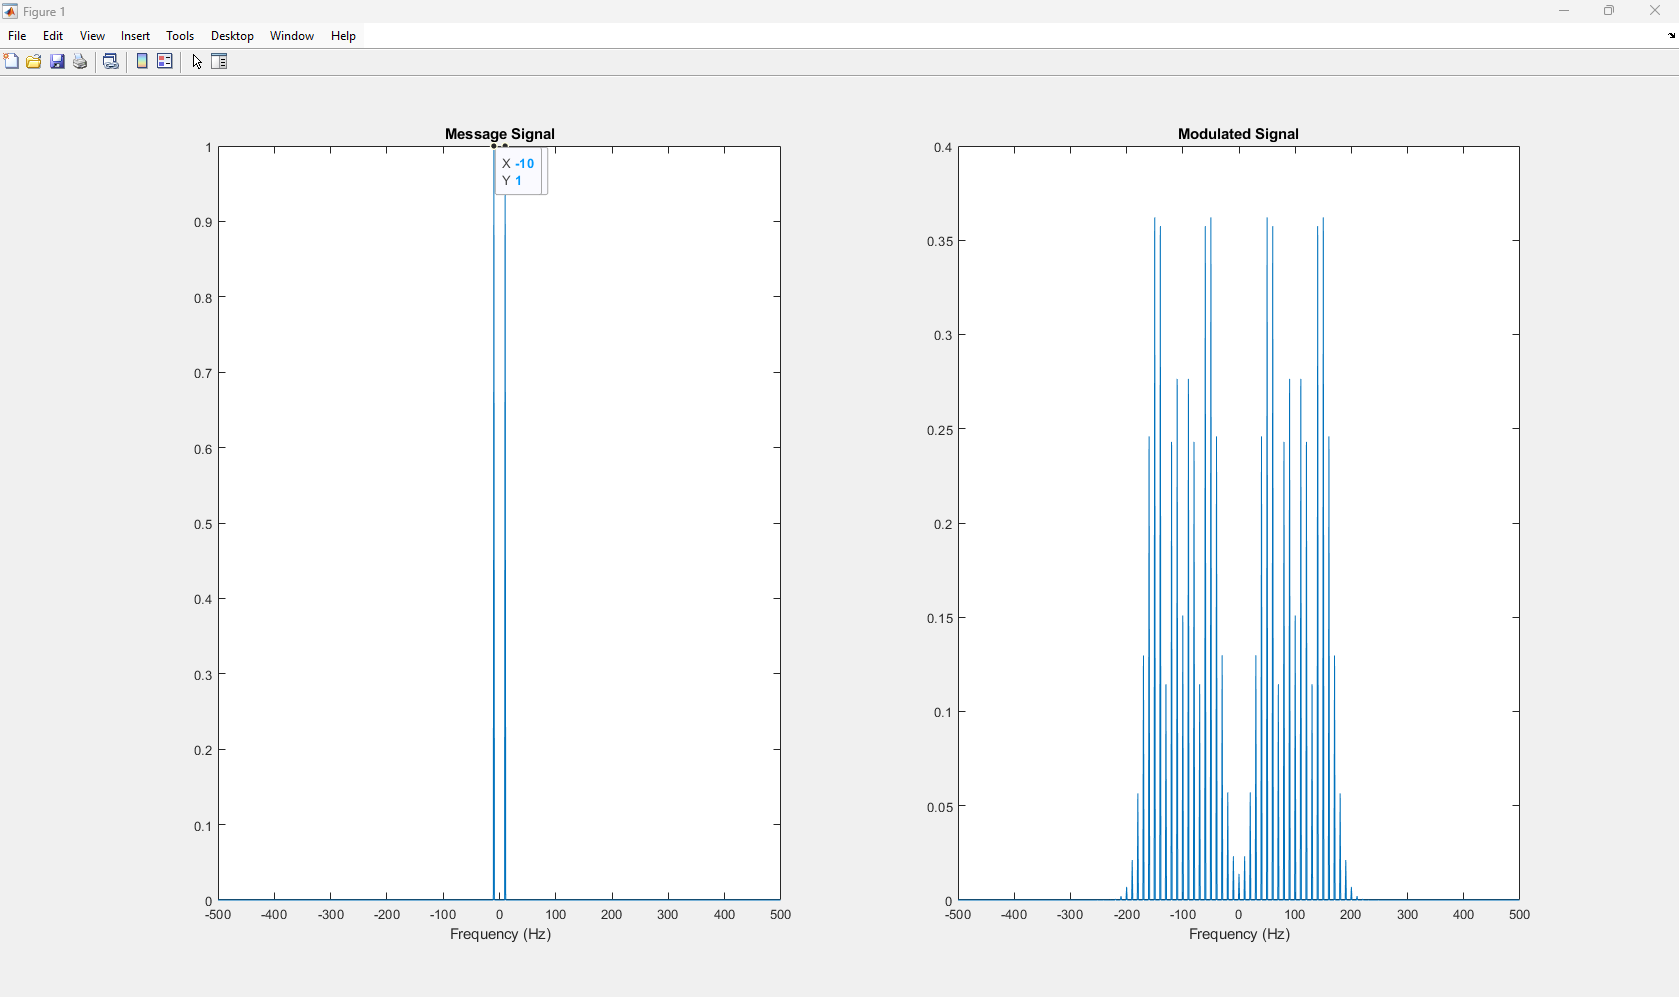 Figure 1
File Edit View Insert Tools Desktop Window Help
Message Signal
X -10
Y 1
1
0.9
0.8
0.7
0.6
0.5
0.4
0.3
0.2
0.1
0
-500 -400 -300 -200 -100 0 100 200 300 400 500
Frequency (Hz)
Modulated Signal
0.4
0.35
0.3
0.25
0.2
0.15
0.1
0.05
0
-500 -400 -300 -200 -100 0 100 200 300 400 500
Frequency (Hz)